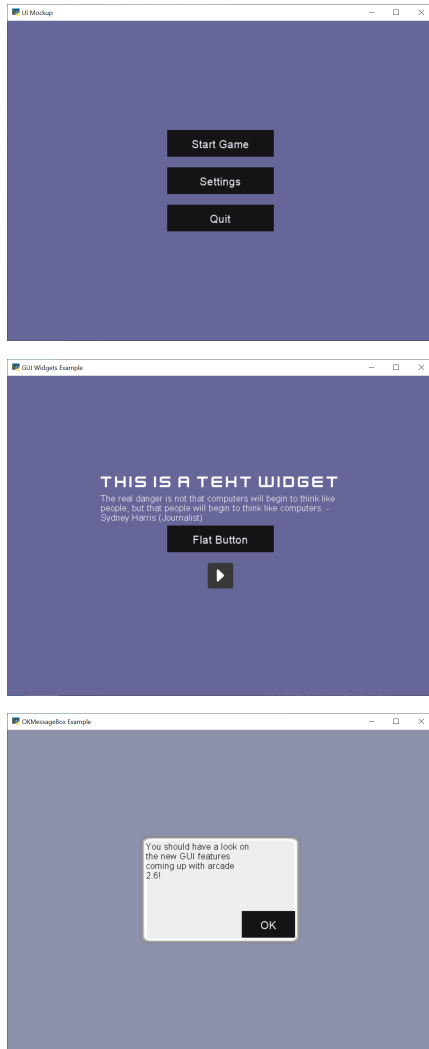 UI Mockup
Start Game
Settings
Quit
GUI Widgets Example
THIS IS A TEHT WIDGET
The real danger is not that computers will begin to think like
people, but that people will begin to think like computers. -
Sydney Harris (Journalist)
Flat Button
OKMessageBox Example
You should have a look on
the new GUI features
coming up with arcade
2.6!
OK